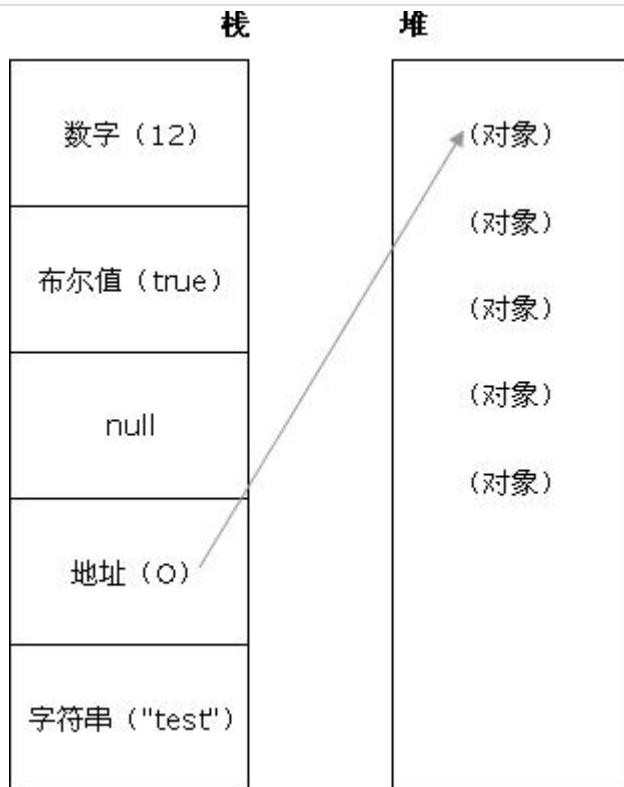 栈
堆
数字（12）
布尔值（true）
null
地址（O）
字符串（"test"）
(对象)
(对象)
(对象)
(对象)
(对象)